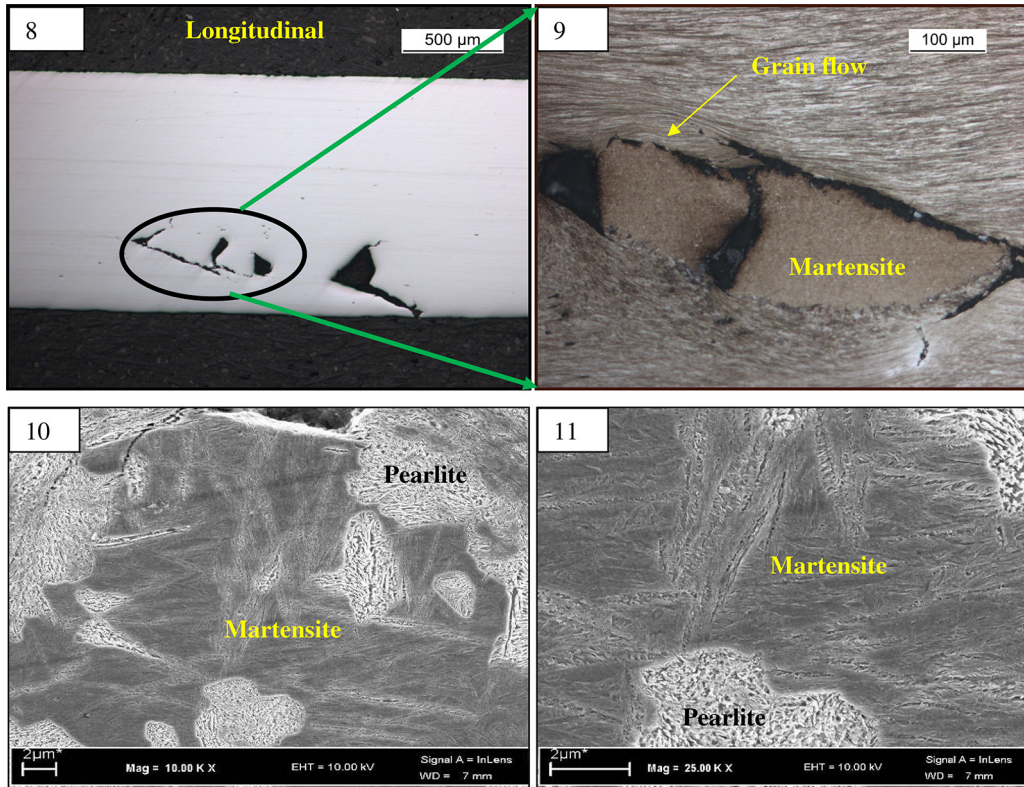 8
Longitudinal
500 µm
9
100 µm
Grain flow
Martensite
10
Pearlite
Martensite
2µm*
Mag = 10.00 K X
EHT = 10.00 kV
Signal A = InLens
WD = 7 mm
11
Martensite
Pearlite
2µm*
Mag = 25.00 K X
EHT = 10.00 kV
Signal A = InLens
WD = 7 mm